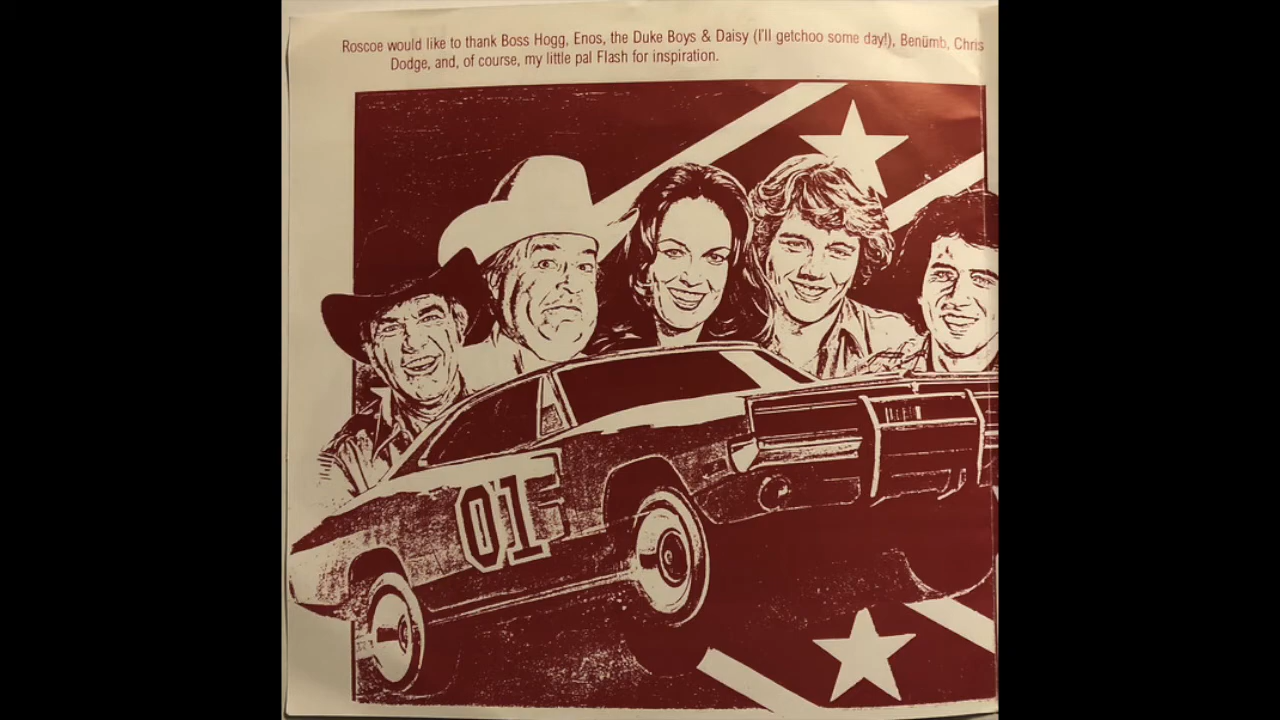 Roscoe would like to thank Boss Hogg, Enos, the Duke Boys & Daisy (I'll getchoo some day!), Benümb, Chris
Dodge, and, of course, my little pal Flash for inspiration.
01